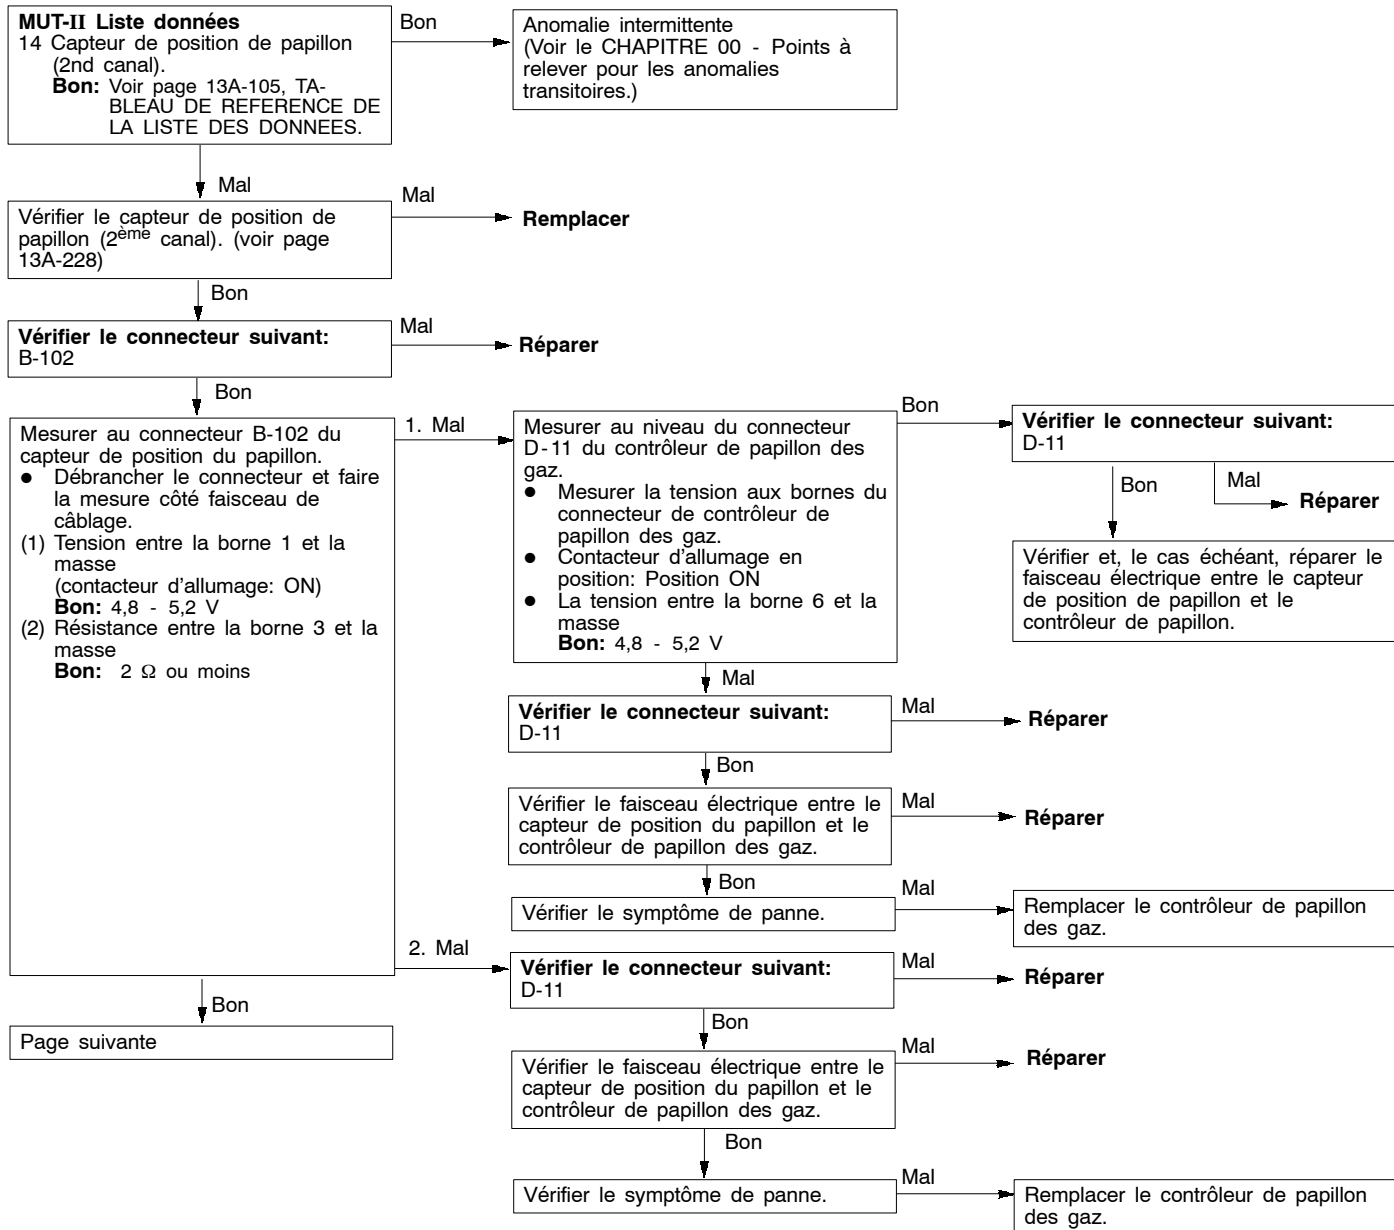 MUT-II Liste données
14 Capteur de position de papillon
(2nd canal).
Bon: Voir page 13A-105, TA-
BLEAU DE REFERENCE DE
LA LISTE DES DONNEES.
Bon
Anomalie intermittente
(Voir le CHAPITRE 00 - Points à
relever pour les anomalies
transitoires.)
Mal
Vérifier le capteur de position de
papillon (2ème canal). (voir page
13A-228)
Mal
Remplacer
Bon
Vérifier le connecteur suivant:
B-102
Mal
Réparer
Bon
Mesurer au connecteur B-102 du
capteur de position du papillon.
● Débrancher le connecteur et faire
la mesure côté faisceau de
câblage.
(1) Tension entre la borne 1 et la
masse
(contacteur d'allumage: ON)
Bon: 4,8 - 5,2 V
(2) Résistance entre la borne 3 et la
masse
Bon: 2 Ω ou moins
1. Mal
Mesurer au niveau du connecteur
D-11 du contrôleur de papillon des
gaz.
● Mesurer la tension aux bornes du
connecteur de contrôleur de
papillon des gaz.
● Contacteur d'allumage en
position: Position ON
● La tension entre la borne 6 et la
masse
Bon: 4,8 - 5,2 V
Bon
Vérifier le connecteur suivant:
D-11
Bon
Mal
Réparer
Vérifier et, le cas échéant, réparer le
faisceau électrique entre le capteur
de position de papillon et le
contrôleur de papillon.
Mal
Vérifier le connecteur suivant:
D-11
Mal
Réparer
Bon
Vérifier le faisceau électrique entre le
capteur de position du papillon et le
contrôleur de papillon des gaz.
Mal
Réparer
Bon
Vérifier le symptôme de panne.
Mal
Remplacer le contrôleur de papillon
des gaz.
2. Mal
Vérifier le connecteur suivant:
D-11
Mal
Réparer
Bon
Page suivante
Bon
Vérifier le faisceau électrique entre le
capteur de position du papillon et le
contrôleur de papillon des gaz.
Mal
Réparer
Bon
Vérifier le symptôme de panne.
Mal
Remplacer le contrôleur de papillon
des gaz.